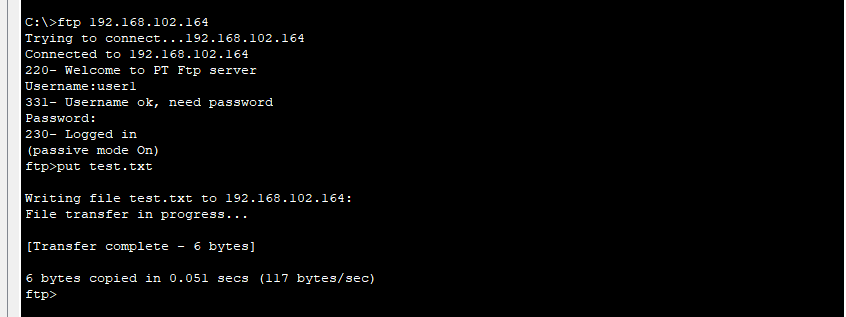 C:\>ftp 192.168.102.164
Trying to connect...192.168.102.164
Connected to 192.168.102.164
220- Welcome to PT Ftp server
Username:user1
331- Username ok, need password
Password:
230- Logged in
(passive mode On)
ftp>put test.txt
Writing file test.txt to 192.168.102.164:
File transfer in progress...
[Transfer complete - 6 bytes]
6 bytes copied in 0.051 secs (117 bytes/sec)
ftp>